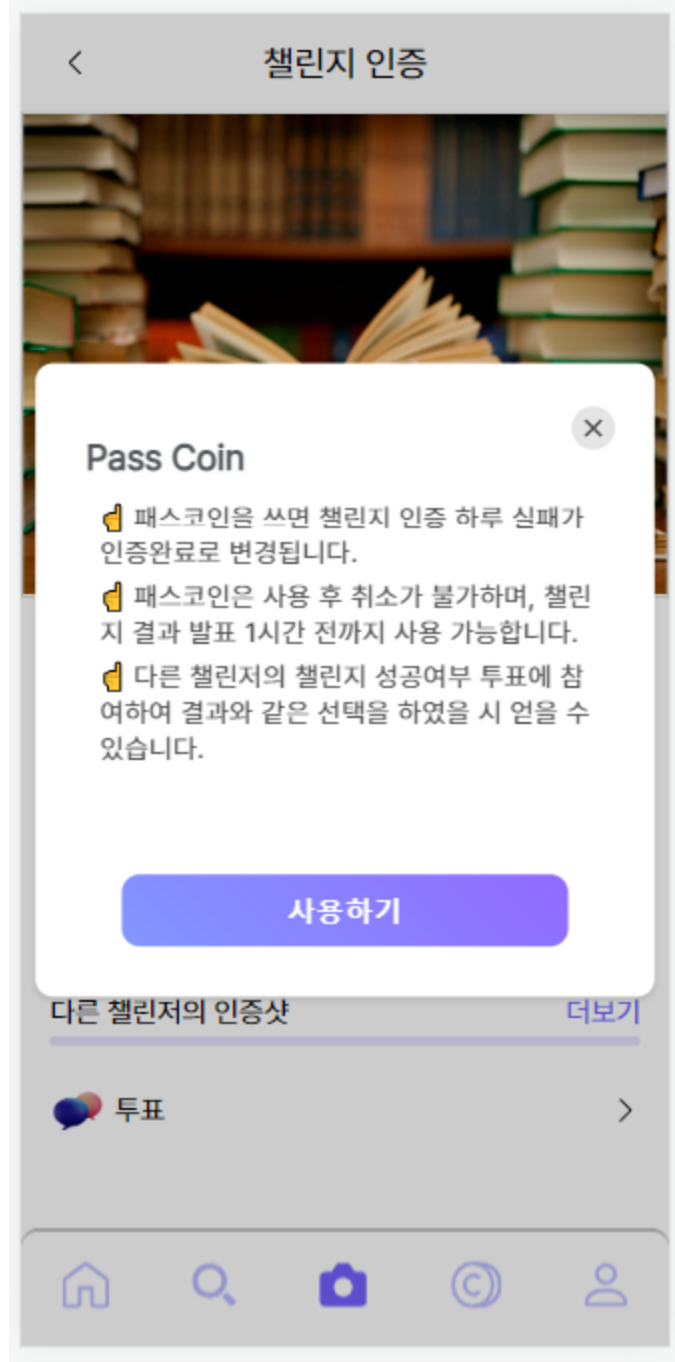 챌린지 인증
Pass Coin
☝ 패스코인을 쓰면 챌린지 인증 하루 실패가
인증완료로 변경됩니다.
☝ 패스코인은 사용 후 취소가 불가하며, 챌린
지 결과 발표 1시간 전까지 사용 가능합니다.
☝ 다른 챌린저의 챌린지 성공여부 투표에 참
여하여 결과와 같은 선택을 하였을 시 얻을 수
있습니다.
사용하기
다른 챌린저의 인증샷 더보기
투표